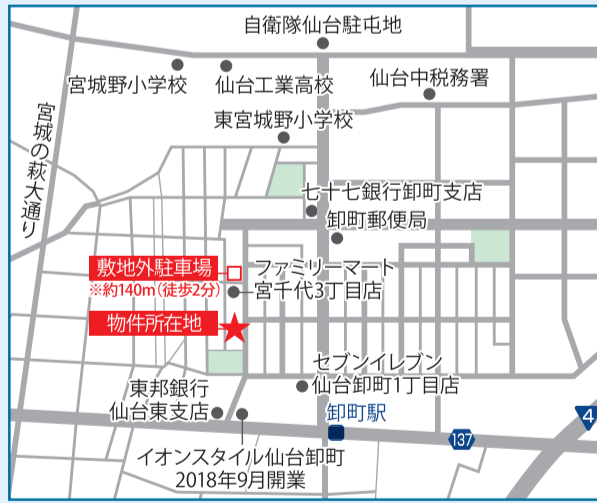 自衛隊仙台駐屯地
宮城野小学校
仙台工業高校
仙台中税務署
宮城の萩大通り
東宮城野小学校
七十七銀行卸町支店
卸町郵便局
敷地外駐車場
※約140m(徒歩2分)
ファミリーマート
宮千代3丁目店
物件所在地
セブンイレブン
仙台卸町1丁目店
東邦銀行
仙台東支店
卸町駅
4
137
イオンスタイル仙台卸町
2018年9月開業